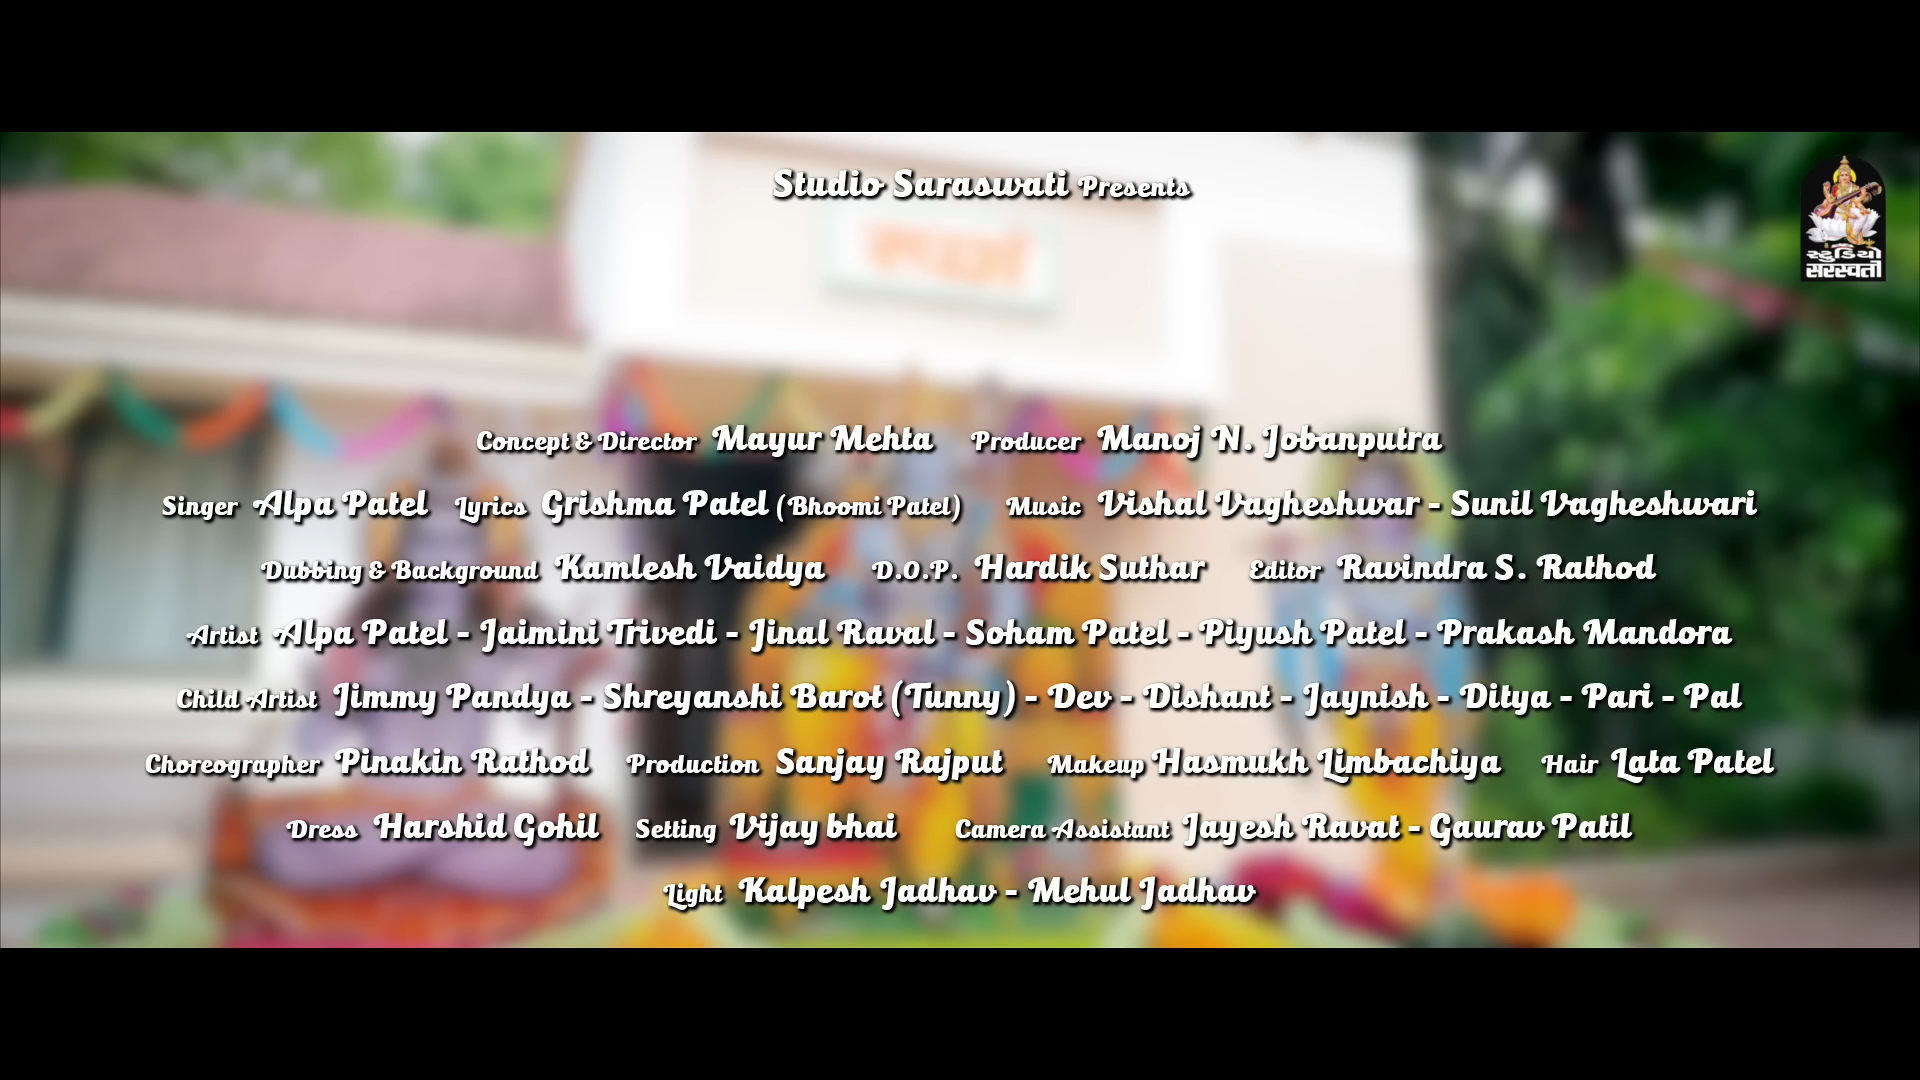 Studio Saraswati Presents
સ્ટુડિયો
સરસ્વતી
Concept & Director Mayur Mehta Producer Manoj N. Jobanputra
Singer Alpa Patel Lyrics Grishma Patel (Bhoomi Patel) Music Vishal Vagheshwar - Sunil Vagheshwari
Dubbing & Background Kamlesh Vaidya D.O.P. Hardik Suthar Editor Ravindra S. Rathod
Artist Alpa Patel - Jaimini Trivedi - Jinal Raval - Soham Patel - Piyush Patel - Prakash Mandora
Child Artist Jimmy Pandya - Shreyanshi Barot (Tunny) - Dev - Dishant - Jaynish - Ditya - Pari - Pal
Choreographer Pinakin Rathod Production Sanjay Rajput Makeup Hasmukh Limbachiya Hair Lata Patel
Dress Harshid Gohil Setting Vijay bhai Camera Assistant Jayesh Ravat - Gaurav Patil
Light Kalpesh Jadhav - Mehul Jadhav